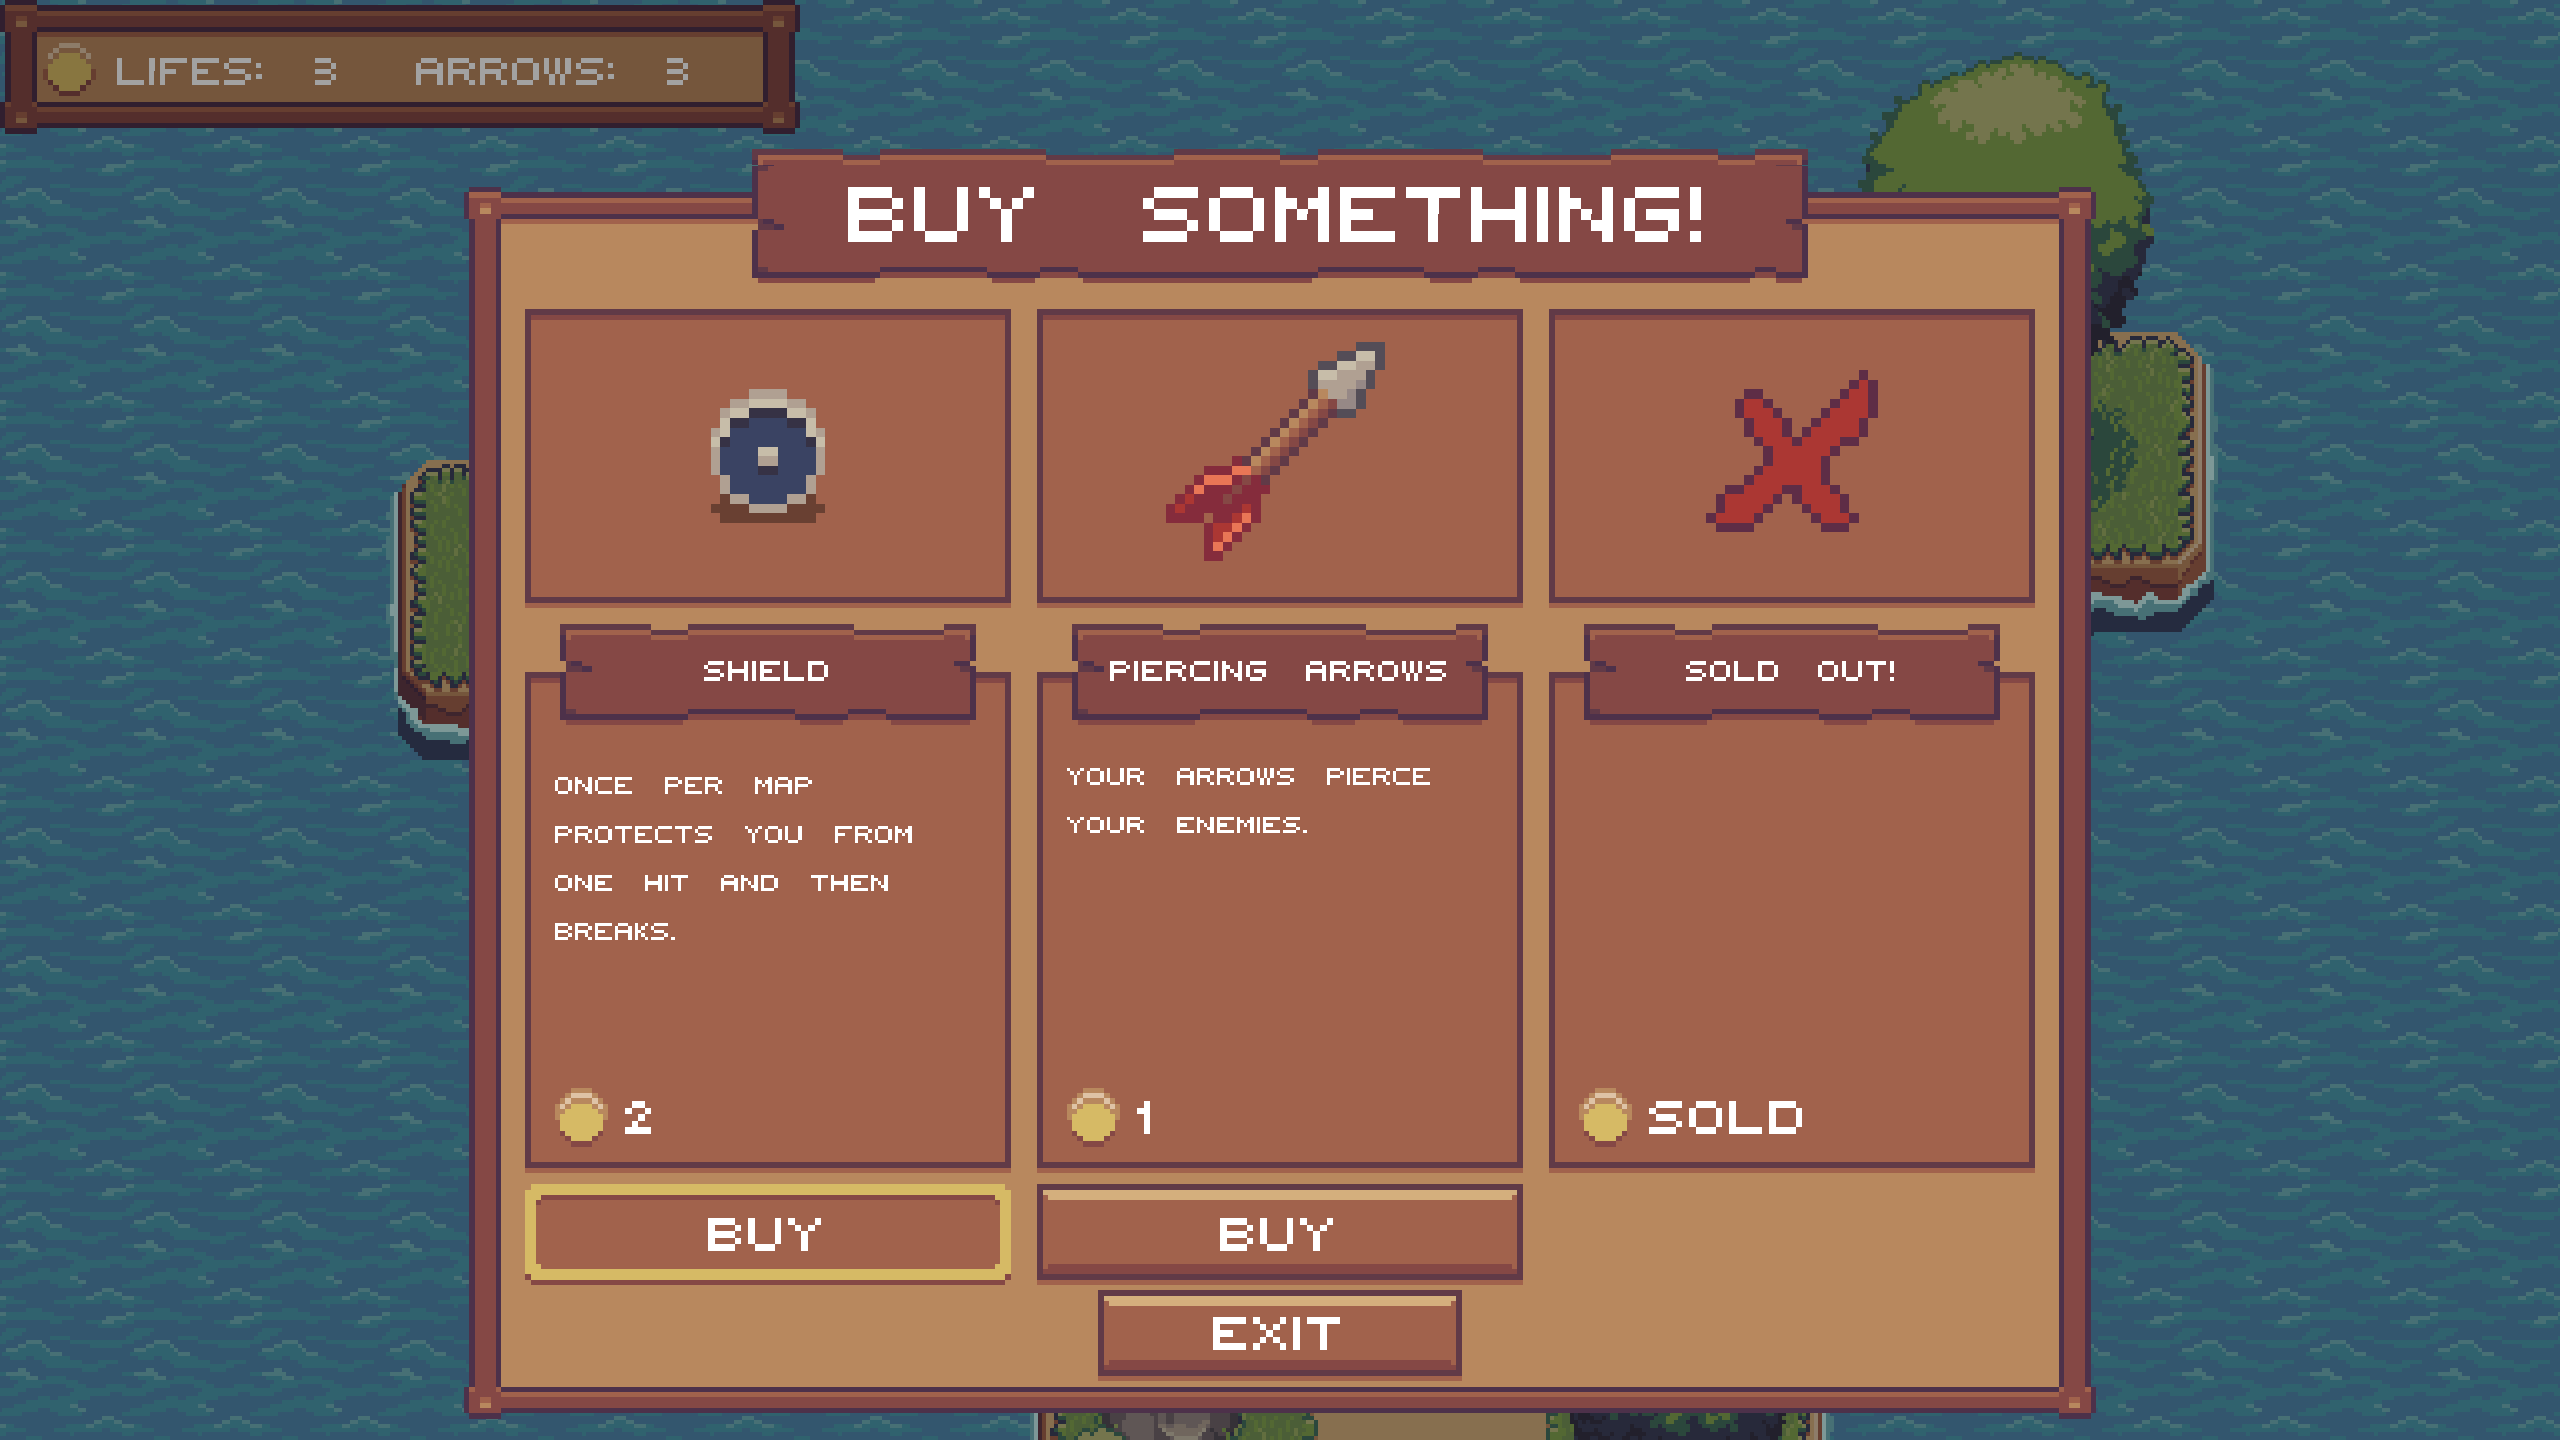 LIFES: 3 ARROWS: 3
BUY SOMETHING!
SHIELD
ONCE PER MAP
PROTECTS YOU FROM
ONE HIT AND THEN
BREAKS.
2
BUY
PIERCING ARROWS
YOUR ARROWS PIERCE
YOUR ENEMIES.
1
BUY
SOLD OUT!
SOLD
EXIT